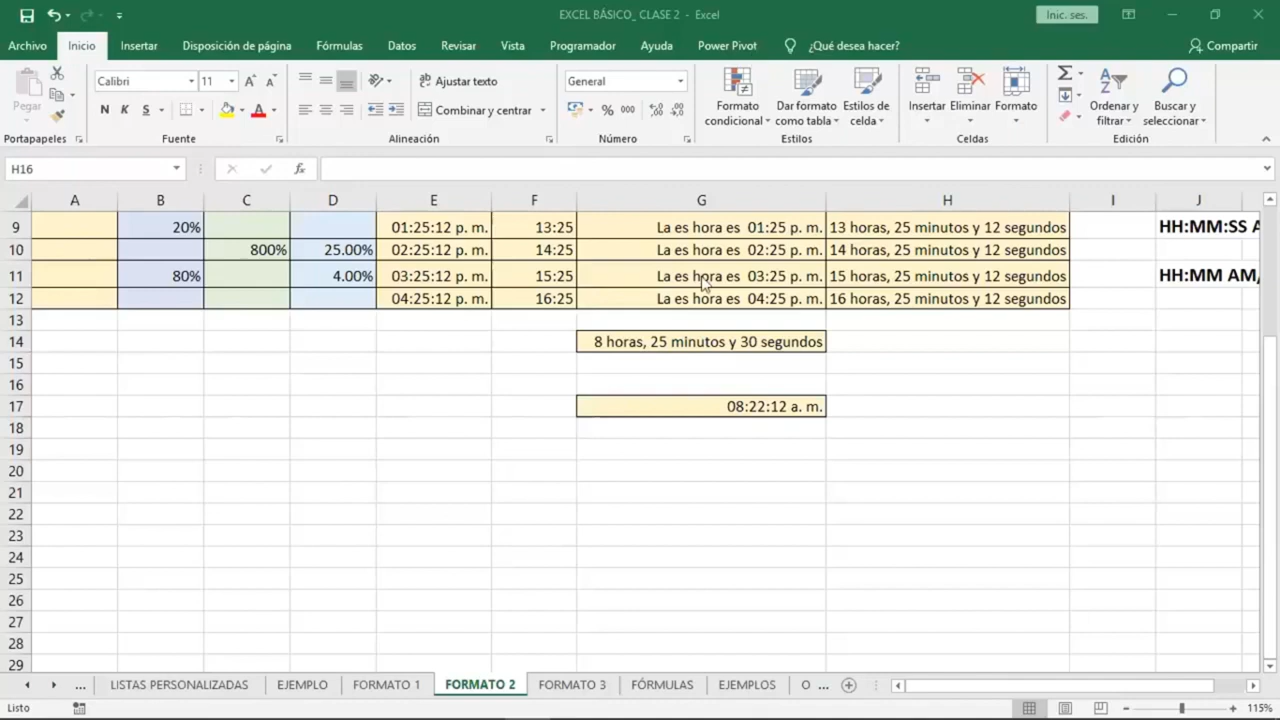 EXCEL BÁSICO_ CLASE 2 - Excel
Inic. ses.
Archivo Inicio Insertar Disposición de página Fórmulas Datos Revisar Vista Programador Ayuda Power Pivot ¿Qué desea hacer? Compartir
Pegar
Calibri 11
N K S
Ajustar texto
Combinar y centrar
General
% 000
Formato condicional
Dar formato como tabla
Estilos de celda
Insertar Eliminar Formato
Ordenar y filtrar
Buscar y seleccionar
Portapapeles Fuente Alineación Número Estilos Celdas Edición
H16 fx
A B C D E F G H I J
9 20% 01:25:12 p. m. 13:25 La es hora es 01:25 p. m. 13 horas, 25 minutos y 12 segundos HH:MM:SS A
10 800% 25.00% 02:25:12 p. m. 14:25 La es hora es 02:25 p. m. 14 horas, 25 minutos y 12 segundos
11 80% 4.00% 03:25:12 p. m. 15:25 La es hora es 03:25 p. m. 15 horas, 25 minutos y 12 segundos HH:MM AM/
12 04:25:12 p. m. 16:25 La es hora es 04:25 p. m. 16 horas, 25 minutos y 12 segundos
13
14 8 horas, 25 minutos y 30 segundos
15
16
17 08:22:12 a. m.
18
19
20
21
22
23
24
25
26
27
28
29
... LISTAS PERSONALIZADAS EJEMPLO FORMATO 1 FORMATO 2 FORMATO 3 FÓRMULAS EJEMPLOS O ...
Listo 115%